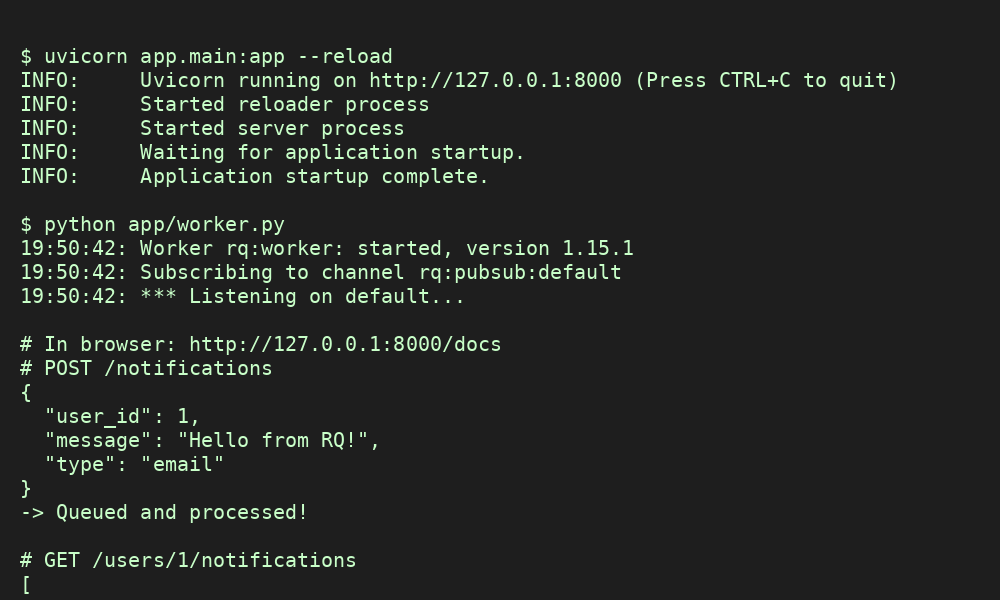 $ uvicorn app.main:app --reload
INFO:     Uvicorn running on http://127.0.0.1:8000 (Press CTRL+C to quit)
INFO:     Started reloader process
INFO:     Started server process
INFO:     Waiting for application startup.
INFO:     Application startup complete.

$ python app/worker.py
19:50:42: Worker rq:worker: started, version 1.15.1
19:50:42: Subscribing to channel rq:pubsub:default
19:50:42: *** Listening on default...

# In browser: http://127.0.0.1:8000/docs
# POST /notifications
{
  "user_id": 1,
  "message": "Hello from RQ!",
  "type": "email"
}
-> Queued and processed!

# GET /users/1/notifications
[